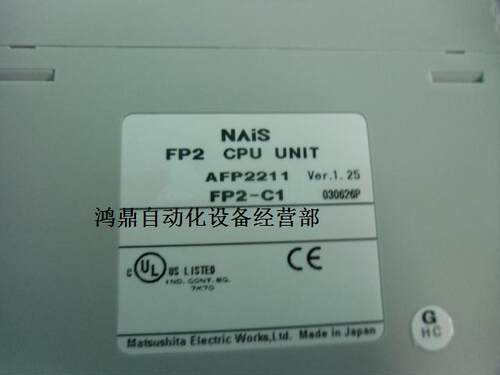 NAiS
FP2 CPU UNIT
AFP2211 Ver.1.25
FP2-C1 030626P
鸿鼎自动化设备经营部
C UL US LISTED
IND. CONT. EQ.
7K70
CE
G
HC
Matsushita Electric Works,Ltd. Made in Japan